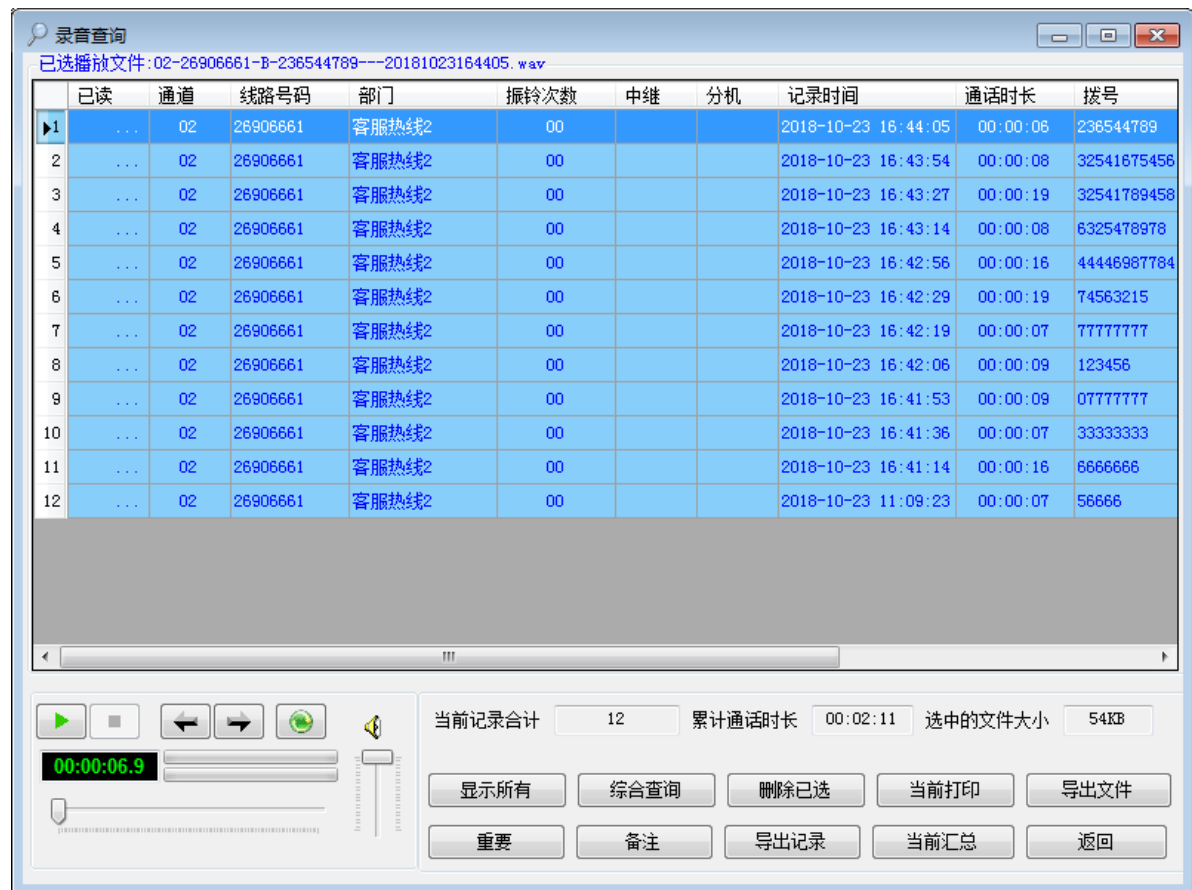 录音查询
已选播放文件:02-26906661-B-236544789---20181023164405.wav
已读 通道 线路号码 部门 振铃次数 中继 分机 记录时间 通话时长 拨号
1 ... 02 26906661 客服热线2 00 2018-10-23 16:44:05 00:00:06 236544789
2 ... 02 26906661 客服热线2 00 2018-10-23 16:43:54 00:00:08 32541675456
3 ... 02 26906661 客服热线2 00 2018-10-23 16:43:27 00:00:19 32541789458
4 ... 02 26906661 客服热线2 00 2018-10-23 16:43:14 00:00:08 6325478978
5 ... 02 26906661 客服热线2 00 2018-10-23 16:42:56 00:00:16 44446987784
6 ... 02 26906661 客服热线2 00 2018-10-23 16:42:29 00:00:19 74563215
7 ... 02 26906661 客服热线2 00 2018-10-23 16:42:19 00:00:07 77777777
8 ... 02 26906661 客服热线2 00 2018-10-23 16:42:06 00:00:09 123456
9 ... 02 26906661 客服热线2 00 2018-10-23 16:41:53 00:00:09 07777777
10 ... 02 26906661 客服热线2 00 2018-10-23 16:41:36 00:00:07 33333333
11 ... 02 26906661 客服热线2 00 2018-10-23 16:41:14 00:00:16 6666666
12 ... 02 26906661 客服热线2 00 2018-10-23 11:09:23 00:00:07 56666
当前记录合计 12 累计通话时长 00:02:11 选中的文件大小 54KB
00:00:06.9
显示所有 综合查询 删除已选 当前打印 导出文件
重要 备注 导出记录 当前汇总 返回